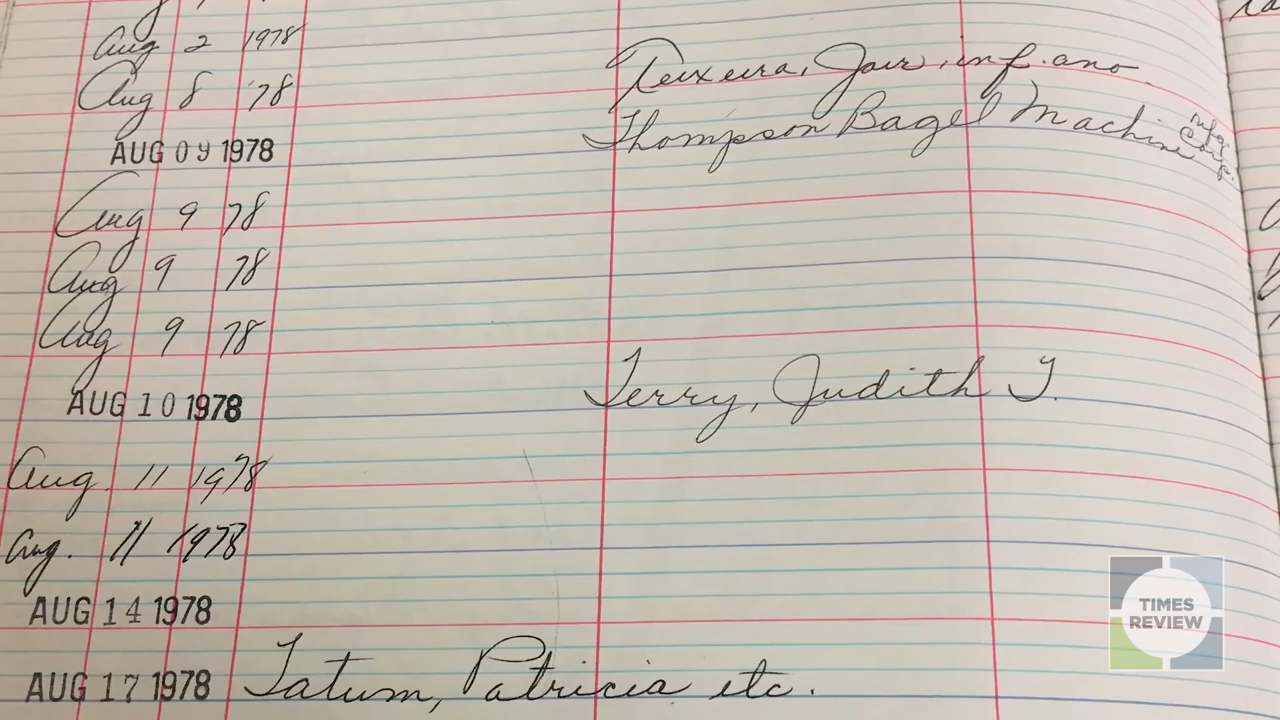 Aug 2 1978
Aug 8 '78 Teixeira, Jair, inf. ano
AUG 09 1978 Thompson Bagel Machine Mfg. Corp.
Aug 9 78
Aug 9 78
Aug 9 78
AUG 10 1978 Terry, Judith T.
Aug. 11 1978
Aug. 11 1978
AUG 14 1978
AUG 17 1978 Tatum, Patricia etc.
TIMES
REVIEW